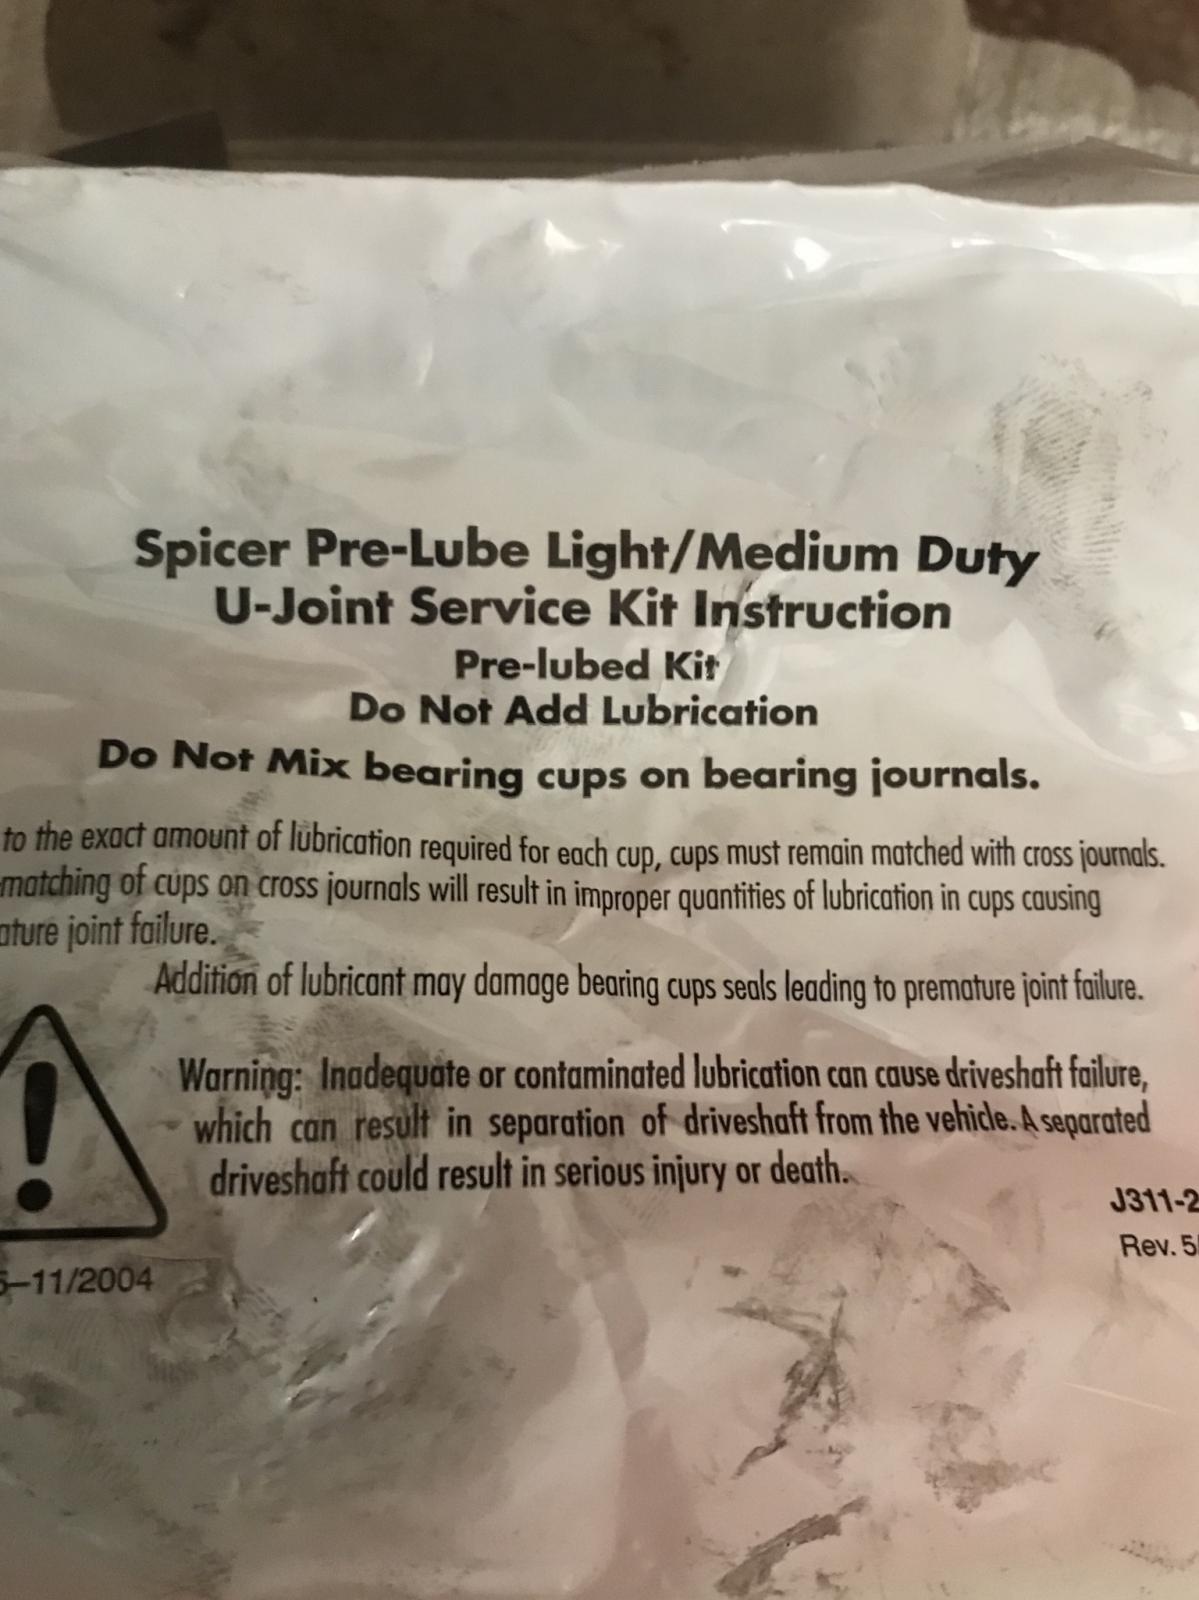 Spicer Pre-Lube Light/Medium Duty
U-Joint Service Kit Instruction
Pre-lubed Kit
Do Not Add Lubrication
Do Not Mix bearing cups on bearing journals.
to the exact amount of lubrication required for each cup, cups must remain matched with cross journals.
matching of cups on cross journals will result in improper quantities of lubrication in cups causing
ature joint failure.
Addition of lubricant may damage bearing cups seals leading to premature joint failure.
Warning: Inadequate or contaminated lubrication can cause driveshaft failure,
which can result in separation of driveshaft from the vehicle. A separated
driveshaft could result in serious injury or death.
J311-2
Rev. 5/
5–11/2004